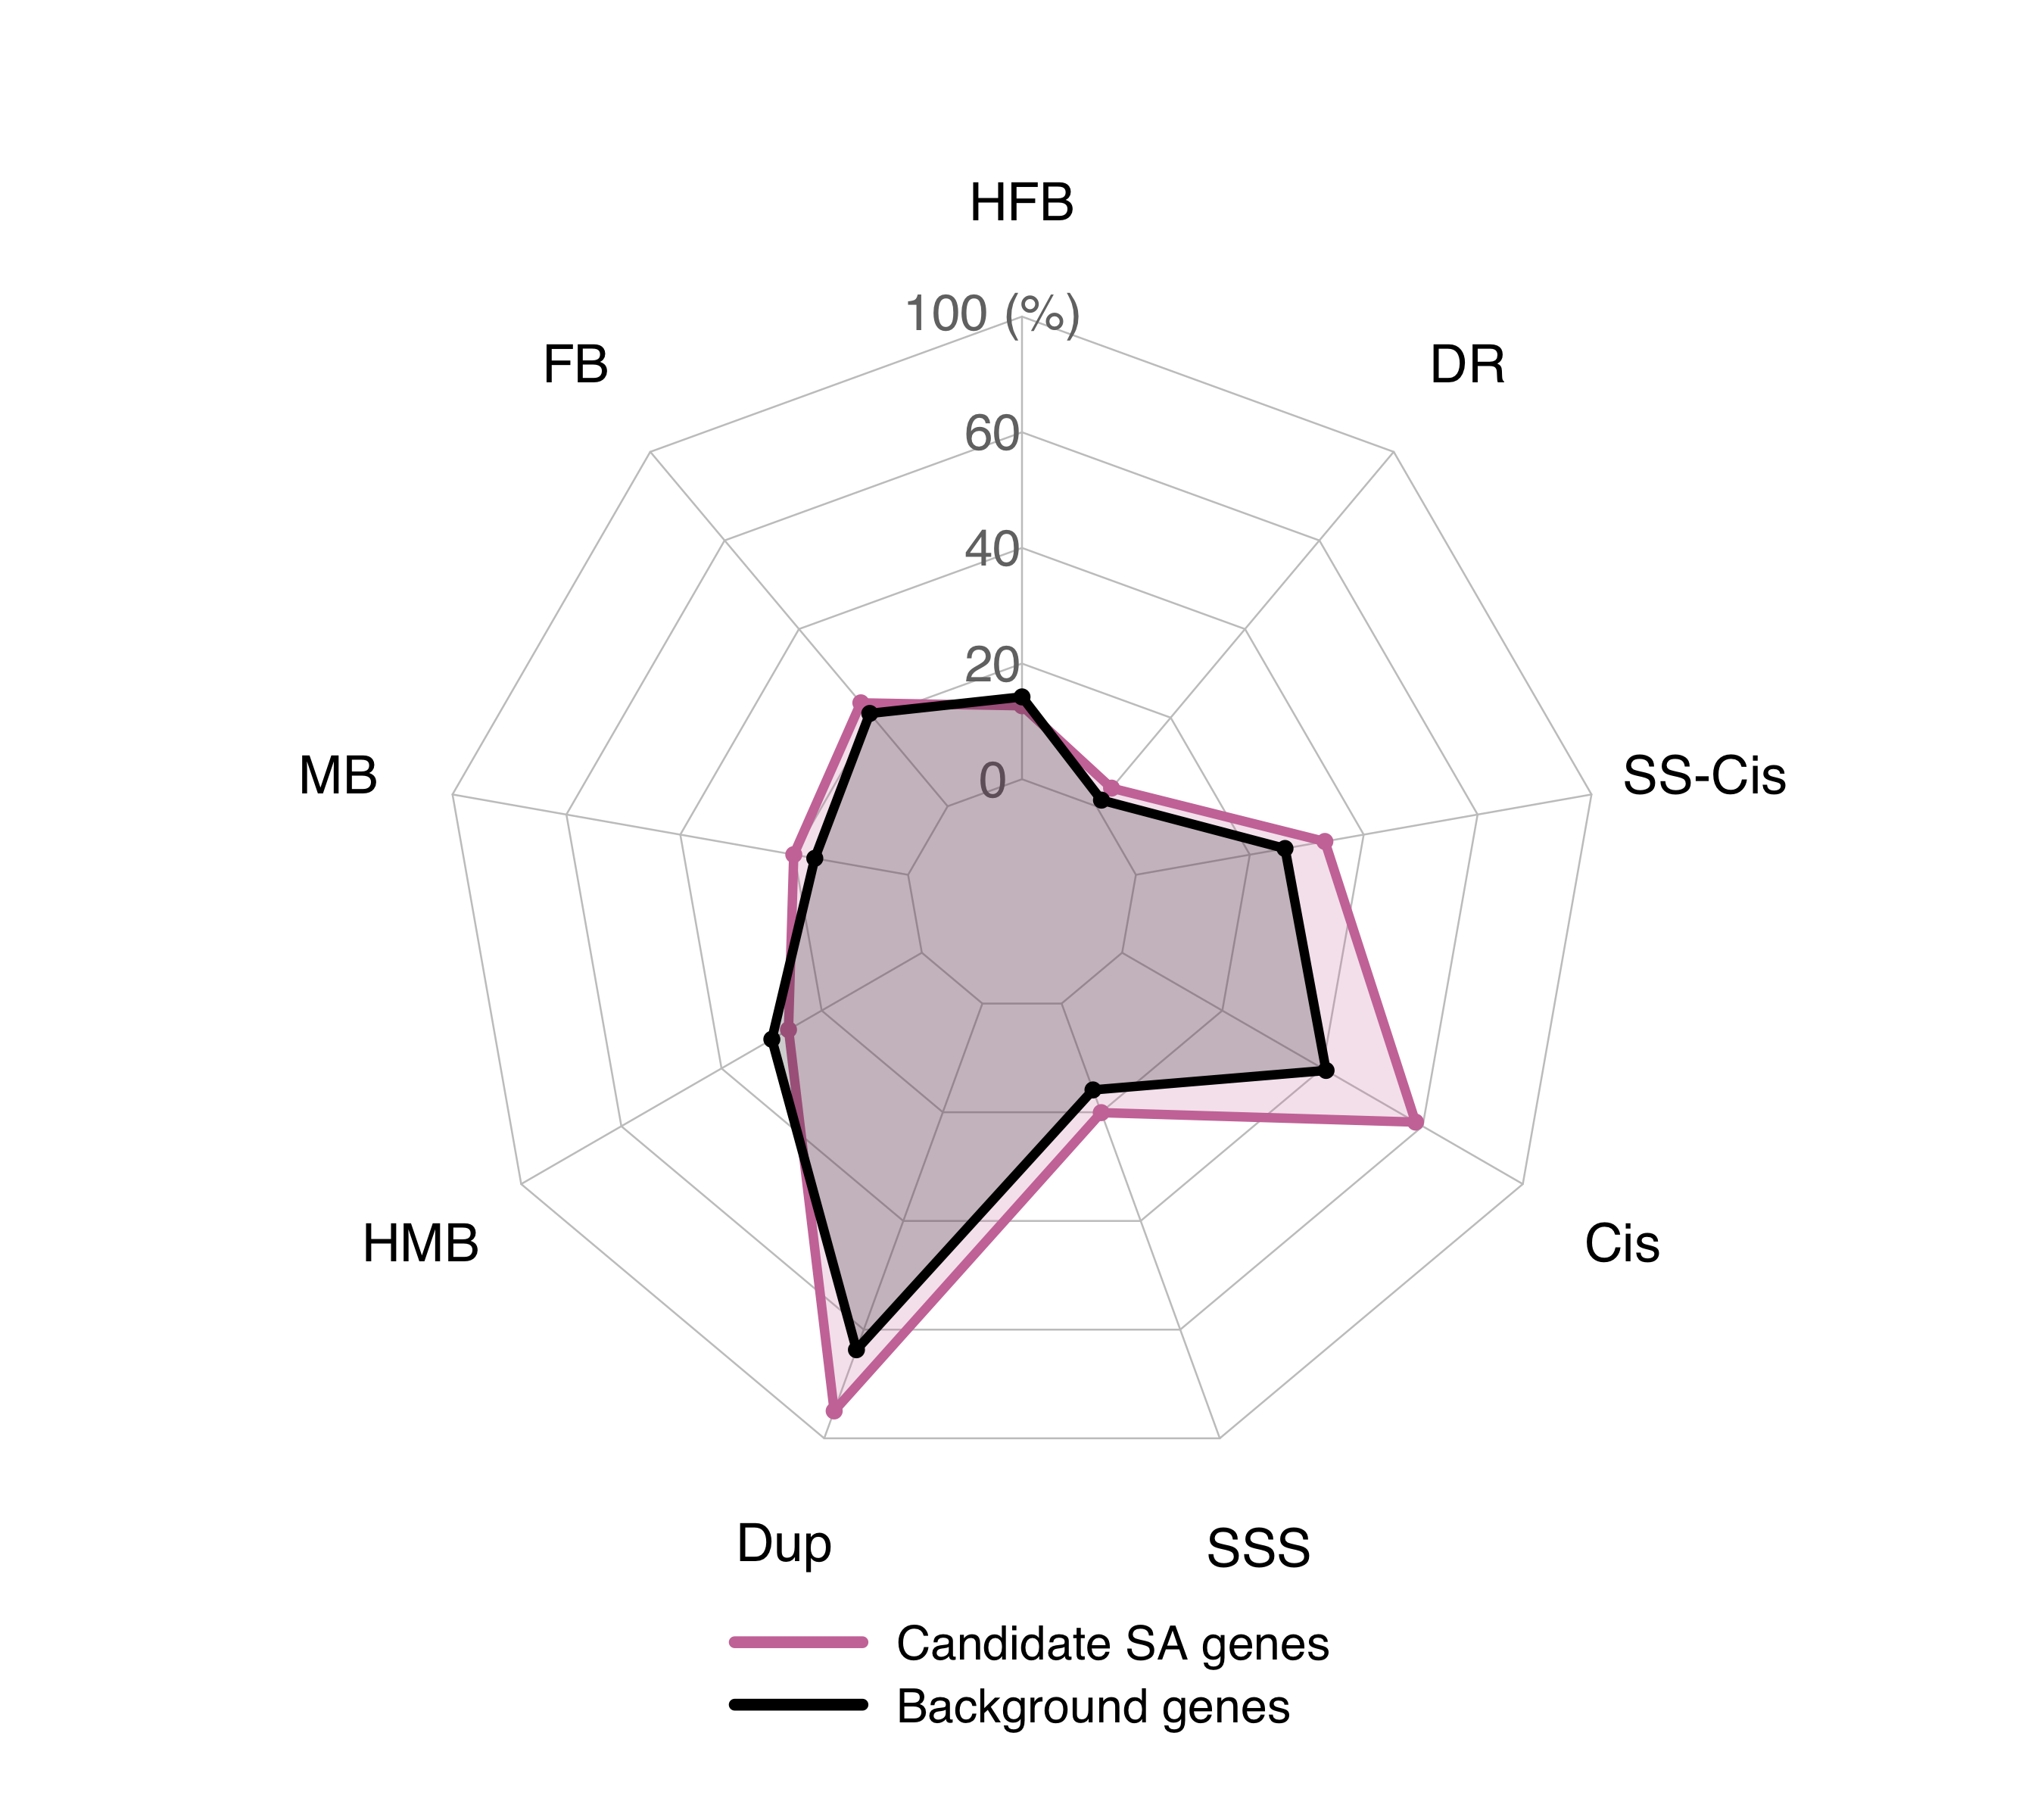 HFB
100 (%)
FB
DR
60
40
20
MB
0
SS-Cis
HMB
Cis
Dup
SSS
Candidate SA genes
Background genes